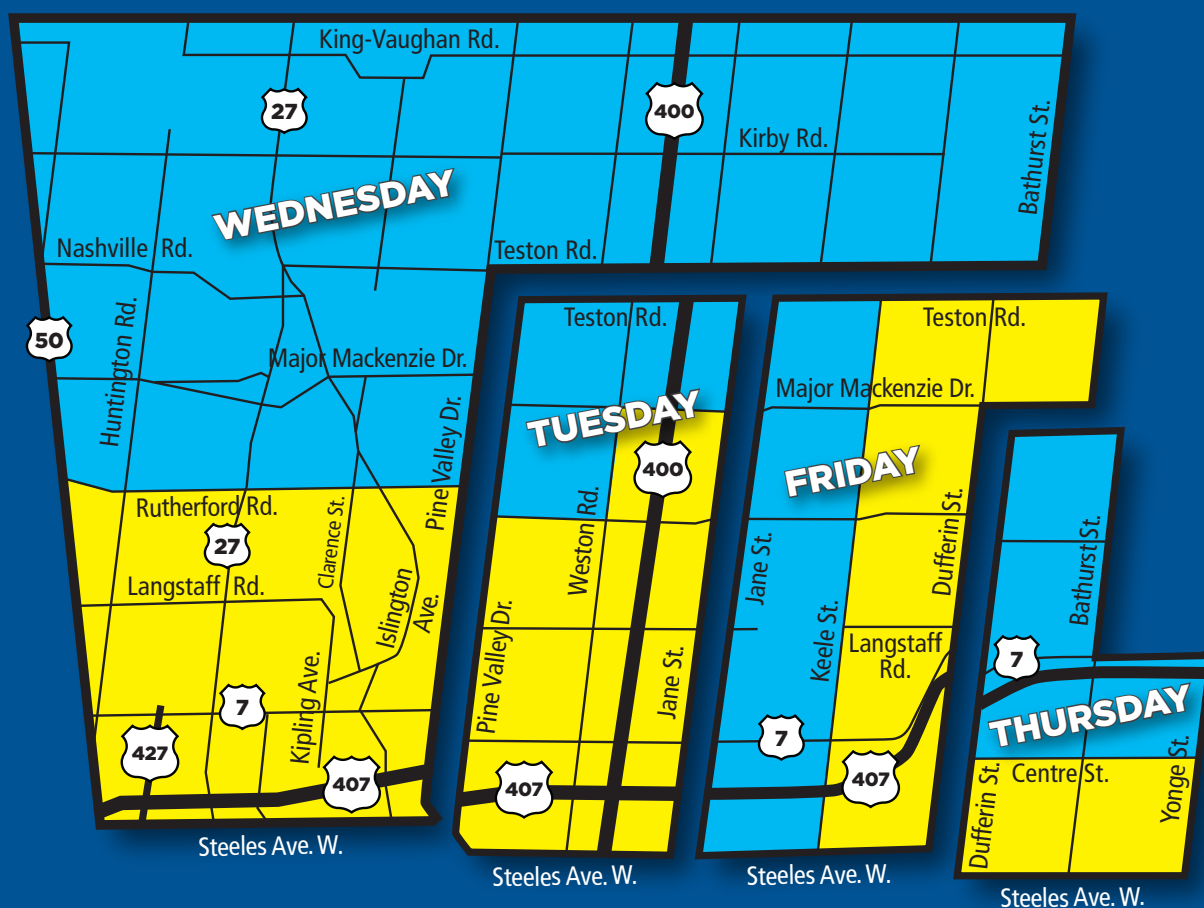 King-Vaughan Rd.
27
400
Kirby Rd.
Bathurst St.
WEDNESDAY
Nashville Rd.
Teston Rd.
50
Huntington Rd.
Major Mackenzie Dr.
Pine Valley Dr.
Rutherford Rd.
27
Clarence St.
Langstaff Rd.
Islington
Ave.
7
Kipling Ave.
427
407
Steeles Ave. W.
Teston Rd.
TUESDAY
400
Weston Rd.
Pine Valley Dr.
Jane St.
407
Steeles Ave. W.
Teston Rd.
Major Mackenzie Dr.
FRIDAY
Jane St.
Dufferin St.
Keele St.
Langstaff
Rd.
7
407
Steeles Ave. W.
Bathurst St.
7
THURSDAY
Centre St.
Dufferin St.
Yonge St.
Steeles Ave. W.